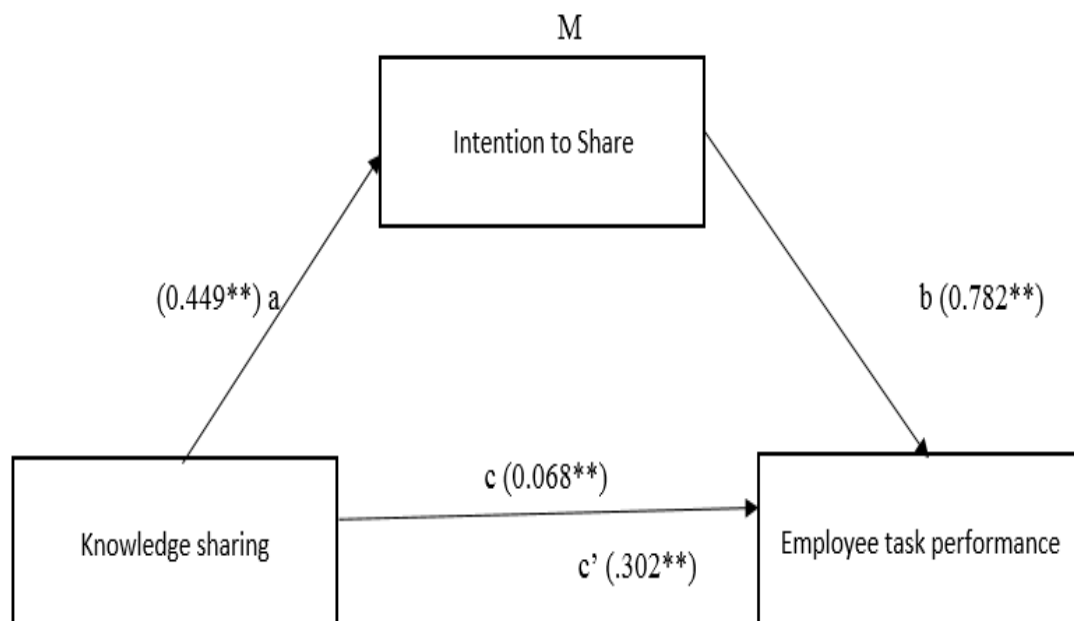 M
Intention to Share
(0.449**) a
b (0.782**)
c (0.068**)
Knowledge sharing
Employee task performance
c’ (.302**)